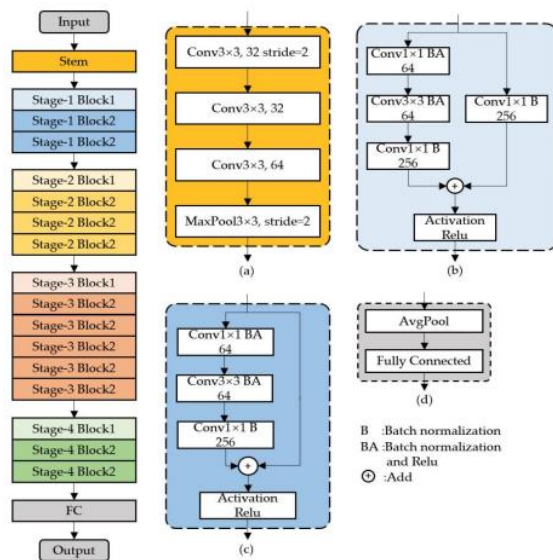 Input
Stem
Stage-1 Block1
Stage-1 Block2
Stage-1 Block2
Stage-2 Block1
Stage-2 Block2
Stage-2 Block2
Stage-2 Block2
Stage-3 Block1
Stage-3 Block2
Stage-3 Block2
Stage-3 Block2
Stage-3 Block2
Stage-3 Block2
Stage-4 Block1
Stage-4 Block2
Stage-4 Block2
FC
Output
Conv3×3, 32 stride=2
Conv3×3, 32
Conv3×3, 64
MaxPool3×3, stride=2
(a)
Conv1×1 BA
64
Conv3×3 BA
64
Conv1×1 B
256
Conv1×1 B
256
+
Activation
Relu
(b)
Conv1×1 BA
64
Conv3×3 BA
64
Conv1×1 B
256
+
Activation
Relu
(c)
AvgPool
Fully Connected
(d)
B :Batch normalization
BA :Batch normalization
and Relu
+ :Add